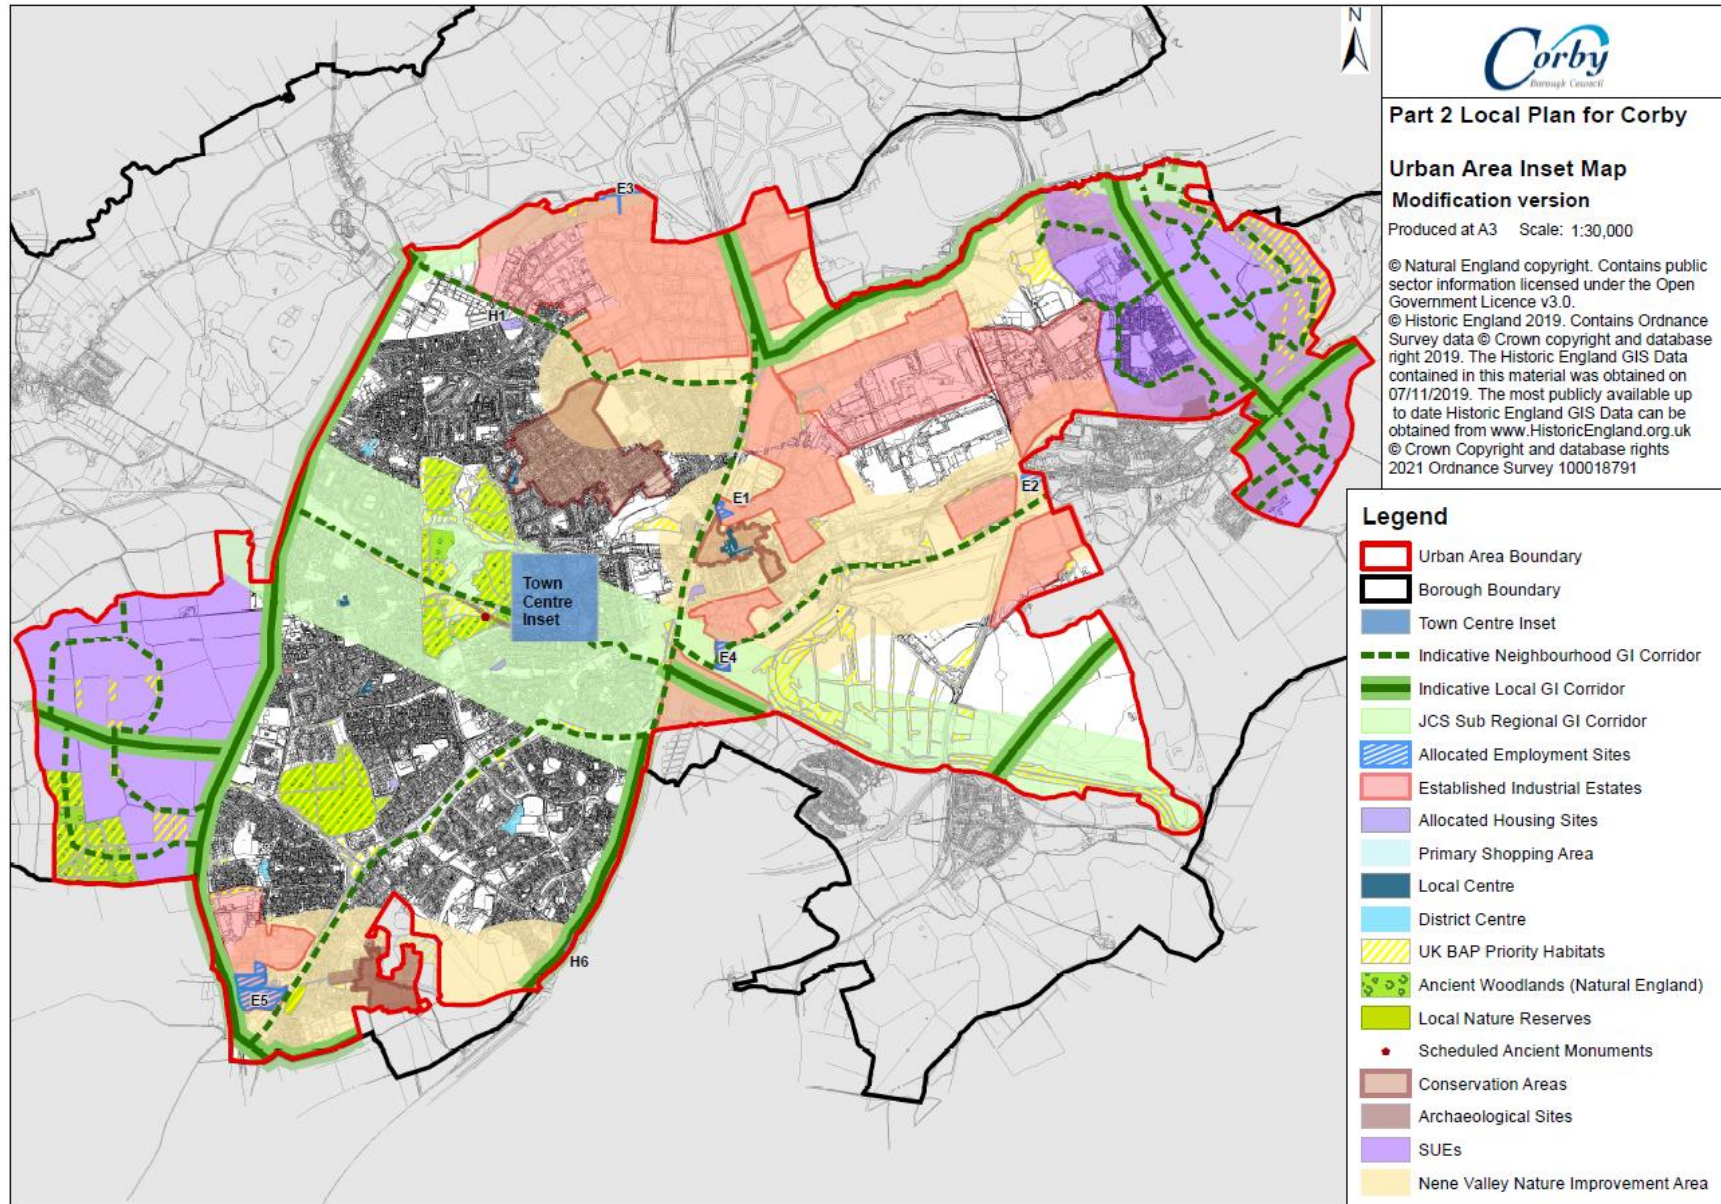 N
Corby
Borough Council
Part 2 Local Plan for Corby
Urban Area Inset Map
Modification version
Produced at A3 Scale: 1:30,000
© Natural England copyright. Contains public
sector information licensed under the Open
Government Licence v3.0.
© Historic England 2019. Contains Ordnance
Survey data © Crown copyright and database
right 2019. The Historic England GIS Data
contained in this material was obtained on
07/11/2019. The most publicly available up
to date Historic England GIS Data can be
obtained from www.HistoricEngland.org.uk
© Crown Copyright and database rights
2021 Ordnance Survey 100018791
E3
H1
E1
E2
Town
Centre
Inset
E4
H6
E5
Legend
Urban Area Boundary
Borough Boundary
Town Centre Inset
Indicative Neighbourhood GI Corridor
Indicative Local GI Corridor
JCS Sub Regional GI Corridor
Allocated Employment Sites
Established Industrial Estates
Allocated Housing Sites
Primary Shopping Area
Local Centre
District Centre
UK BAP Priority Habitats
Ancient Woodlands (Natural England)
Local Nature Reserves
Scheduled Ancient Monuments
Conservation Areas
Archaeological Sites
SUEs
Nene Valley Nature Improvement Area